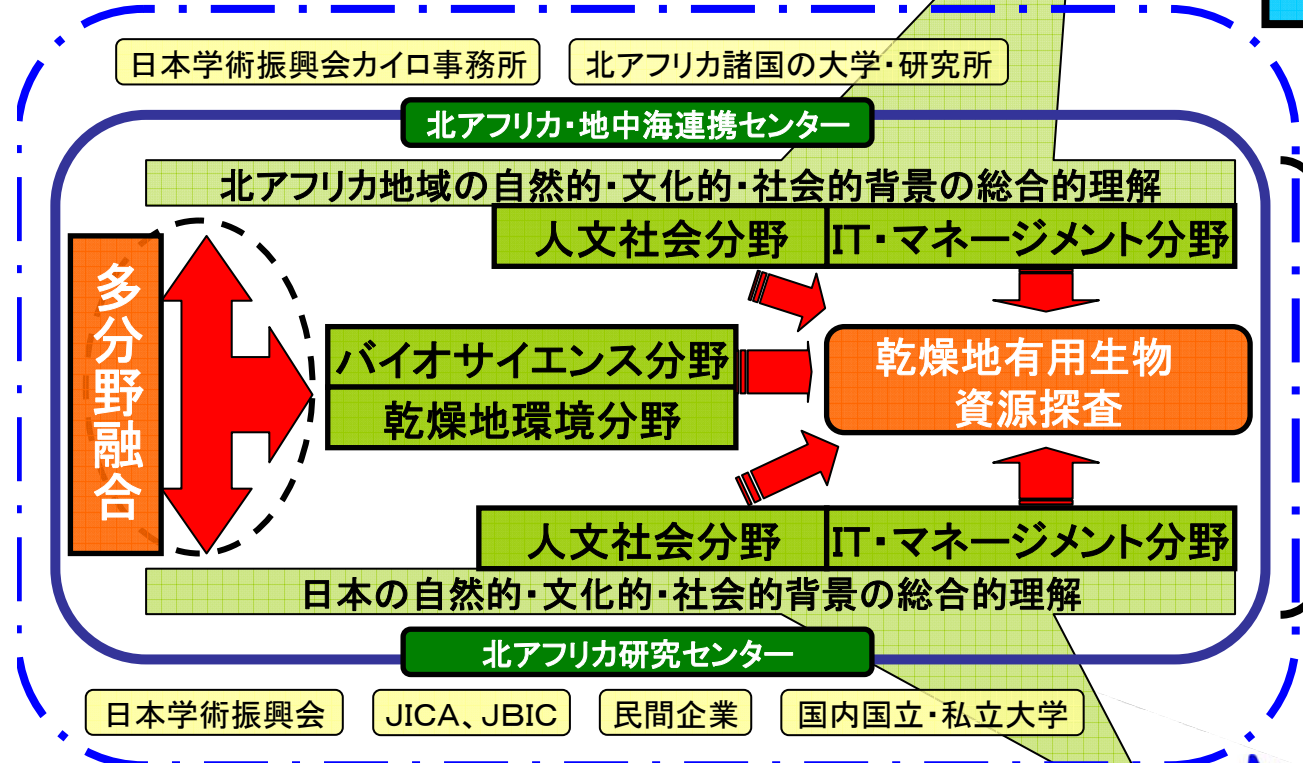 日本学術振興会カイロ事務所
北アフリカ諸国の大学・研究所
北アフリカ・地中海連携センター
北アフリカ地域の自然的・文化的・社会的背景の総合的理解
人文社会分野
IT・マネージメント分野
多分野融合
バイオサイエンス分野
乾燥地環境分野
乾燥地有用生物
資源探査
人文社会分野
IT・マネージメント分野
日本の自然的・文化的・社会的背景の総合的理解
北アフリカ研究センター
日本学術振興会
JICA、JBIC
民間企業
国内国立・私立大学